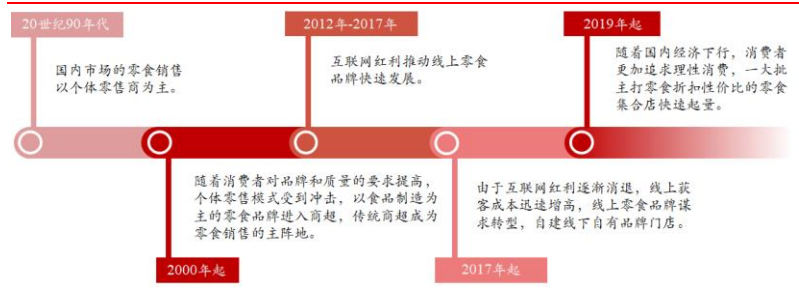 20世纪90年代
国内市场的零食销售
以个体零售商为主。
2000年起
随着消费者对品牌和质量的要求提高，
个体零售模式受到冲击，以食品制造为
主的零食品牌进入商超，传统商超成为
零食销售的主阵地。
2012年-2017年
互联网红利推动线上零食
品牌快速发展。
2017年起
由于互联网红利逐渐消退，线上获
客成本迅速增高，线上零食品牌谋
求转型，自建线下自有品牌门店。
2019年起
随着国内经济下行，消费者
更加追求理性消费，一大批
主打零食折扣性价比的零食
集合店快速起量。